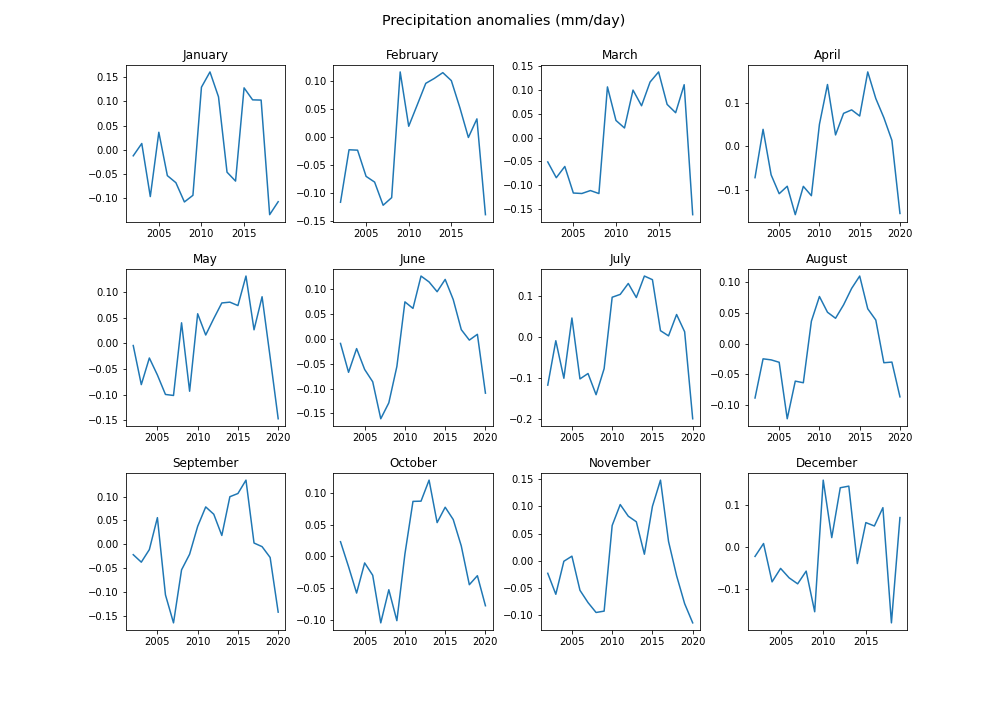 Precipitation anomalies (mm/day)
January February March April
0.15 0.10 0.05 0.00 −0.05 −0.10
0.10 0.05 0.00 −0.05 −0.10 −0.15
0.15 0.10 0.05 0.00 −0.05 −0.10 −0.15
0.1 0.0 −0.1
2005 2010 2015 2005 2010 2015 2005 2010 2015 2005 2010 2015 2020
May June July August
0.10 0.05 0.00 −0.05 −0.10 −0.15
0.10 0.05 0.00 −0.05 −0.10 −0.15
0.1 0.0 −0.1 −0.2
0.10 0.05 0.00 −0.05 −0.10
2005 2010 2015 2020 2005 2010 2015 2020 2005 2010 2015 2020 2005 2010 2015 2020
September October November December
0.10 0.05 0.00 −0.05 −0.10 −0.15
0.10 0.05 0.00 −0.05 −0.10
0.15 0.10 0.05 0.00 −0.05 −0.10
0.1 0.0 −0.1
2005 2010 2015 2020 2005 2010 2015 2020 2005 2010 2015 2020 2005 2010 2015